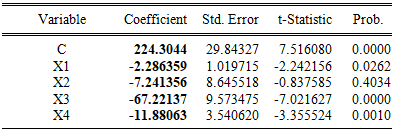 Variable Coefficient Std. Error t-Statistic Prob.
C 224.3044 29.84327 7.516080 0.0000
X1 -2.286359 1.019715 -2.242156 0.0262
X2 -7.241356 8.645518 -0.837585 0.4034
X3 -67.22137 9.573475 -7.021627 0.0000
X4 -11.88063 3.540620 -3.355524 0.0010